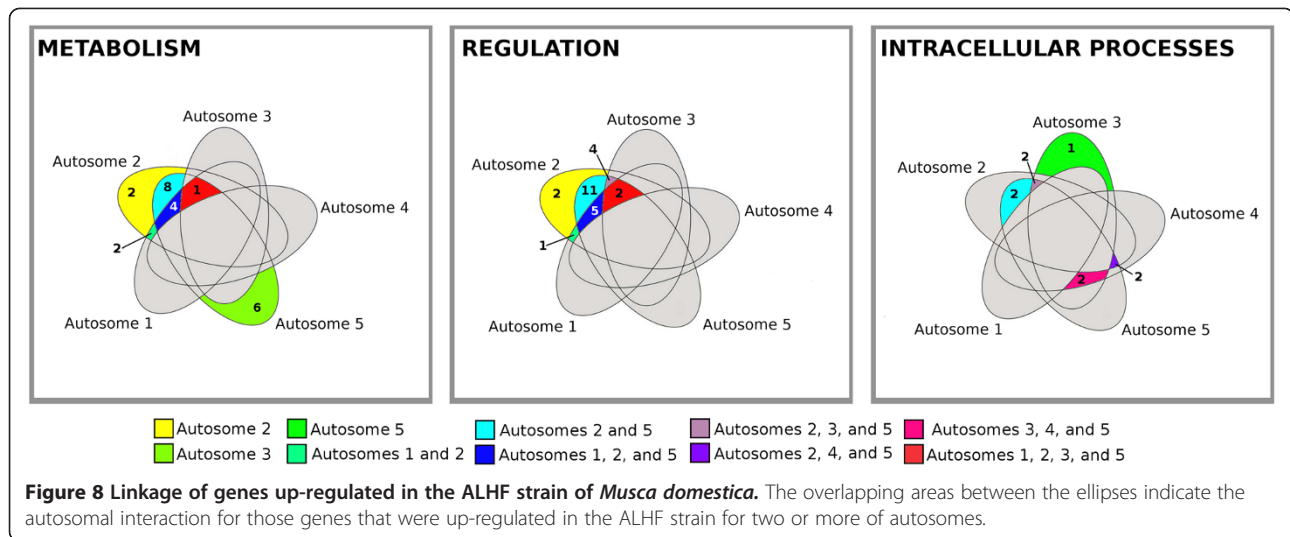 METABOLISM
Autosome 3
Autosome 2
8
1
2
4
Autosome 4
2
6
Autosome 1
Autosome 5
REGULATION
Autosome 3
4
Autosome 2
2
11
2
5
Autosome 4
1
Autosome 1
Autosome 5
INTRACELLULAR PROCESSES
Autosome 3
1
2
Autosome 2
2
Autosome 4
2
2
Autosome 1
Autosome 5
Autosome 2 Autosome 5 Autosomes 2 and 5 Autosomes 2, 3, and 5 Autosomes 3, 4, and 5
Autosome 3 Autosomes 1 and 2 Autosomes 1, 2, and 5 Autosomes 2, 4, and 5 Autosomes 1, 2, 3, and 5
Figure 8 Linkage of genes up-regulated in the ALHF strain of Musca domestica. The overlapping areas between the ellipses indicate the
autosomal interaction for those genes that were up-regulated in the ALHF strain for two or more of autosomes.